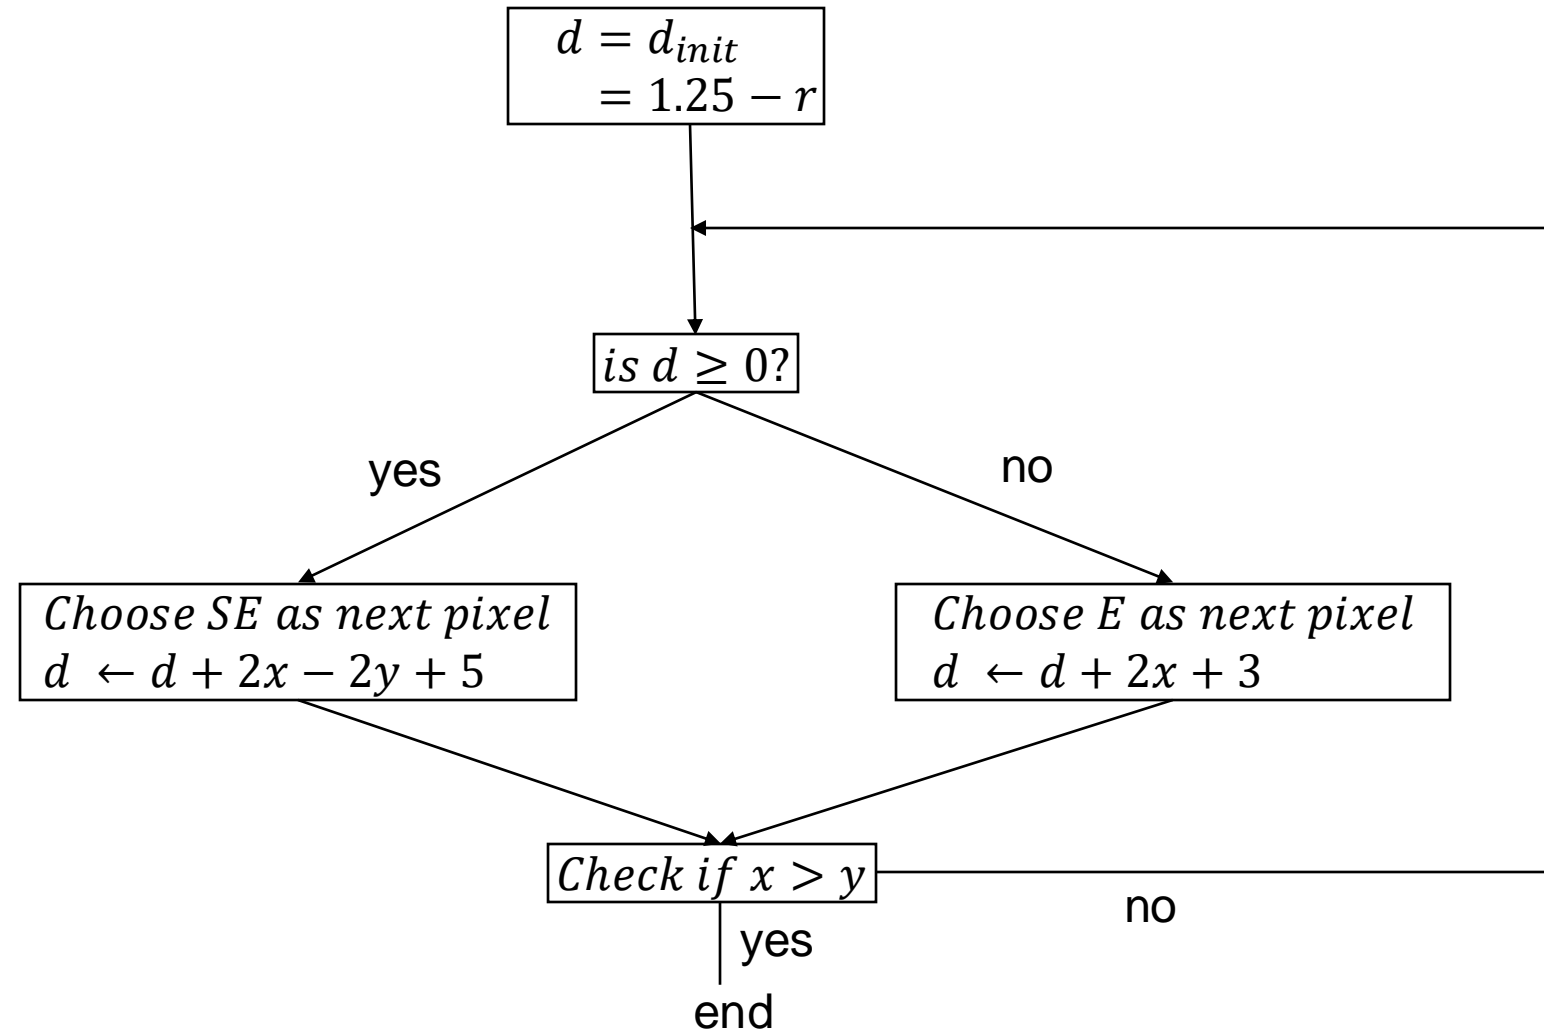 d = d_init
= 1.25 − r
is d ≥ 0?
yes
no
Choose SE as next pixel
d ← d + 2x − 2y + 5
Choose E as next pixel
d ← d + 2x + 3
Check if x > y
no
yes
end